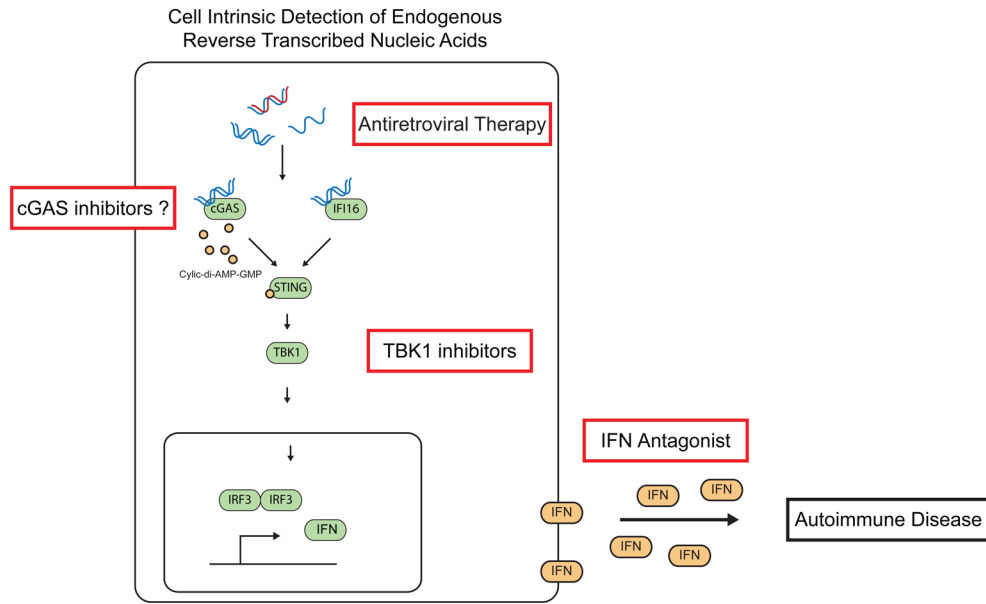 Cell Intrinsic Detection of Endogenous
Reverse Transcribed Nucleic Acids
Antiretroviral Therapy
cGAS inhibitors ?
cGAS
IFI16
Cylic-di-AMP-GMP
STING
TBK1
TBK1 inhibitors
IFN Antagonist
IRF3
IRF3
IFN
IFN
IFN
IFN
IFN
IFN
IFN
Autoimmune Disease